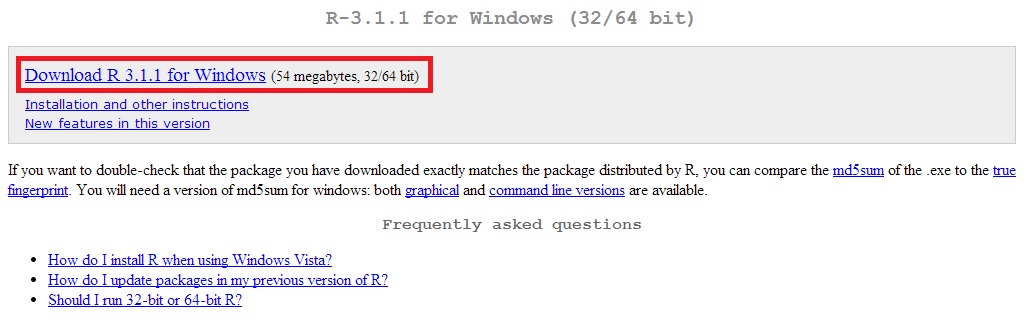 R-3.1.1 for Windows (32/64 bit)
Download R 3.1.1 for Windows (54 megabytes, 32/64 bit)
Installation and other instructions
New features in this version
If you want to double-check that the package you have downloaded exactly matches the package distributed by R, you can compare the md5sum of the .exe to the true
fingerprint. You will need a version of md5sum for windows: both graphical and command line versions are available.
Frequently asked questions
• How do I install R when using Windows Vista?
• How do I update packages in my previous version of R?
• Should I run 32-bit or 64-bit R?